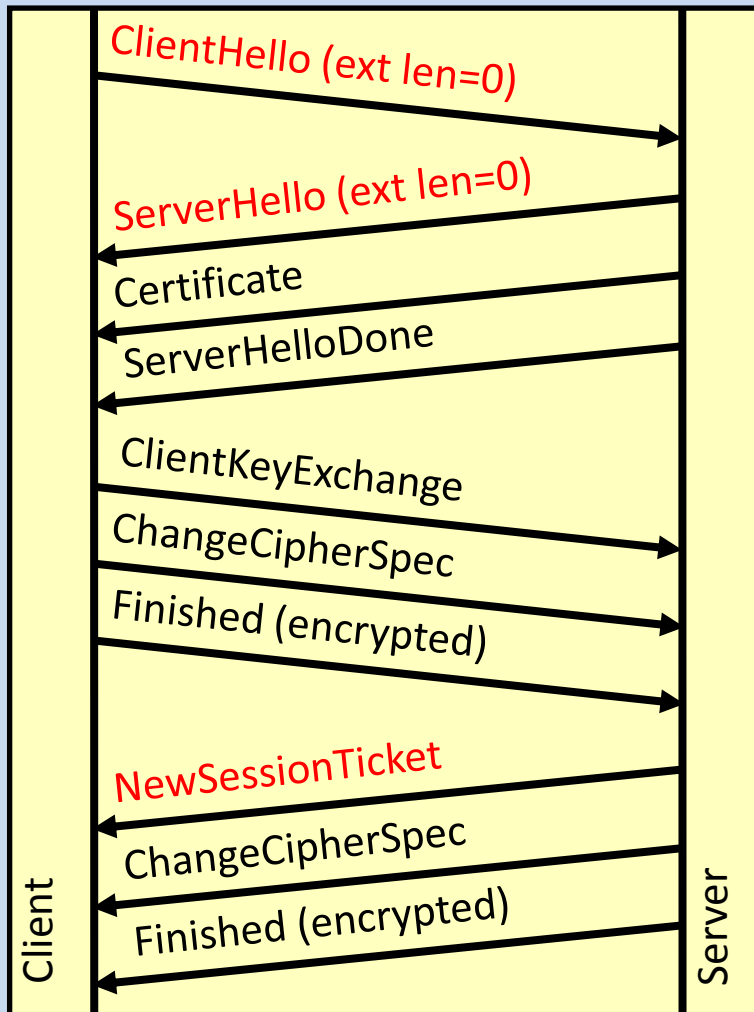 ClientHello (ext len=0)
ServerHello (ext len=0)
Certificate
ServerHelloDone
ClientKeyExchange
ChangeCipherSpec
Finished (encrypted)
NewSessionTicket
ChangeCipherSpec
Finished (encrypted)
Client
Server